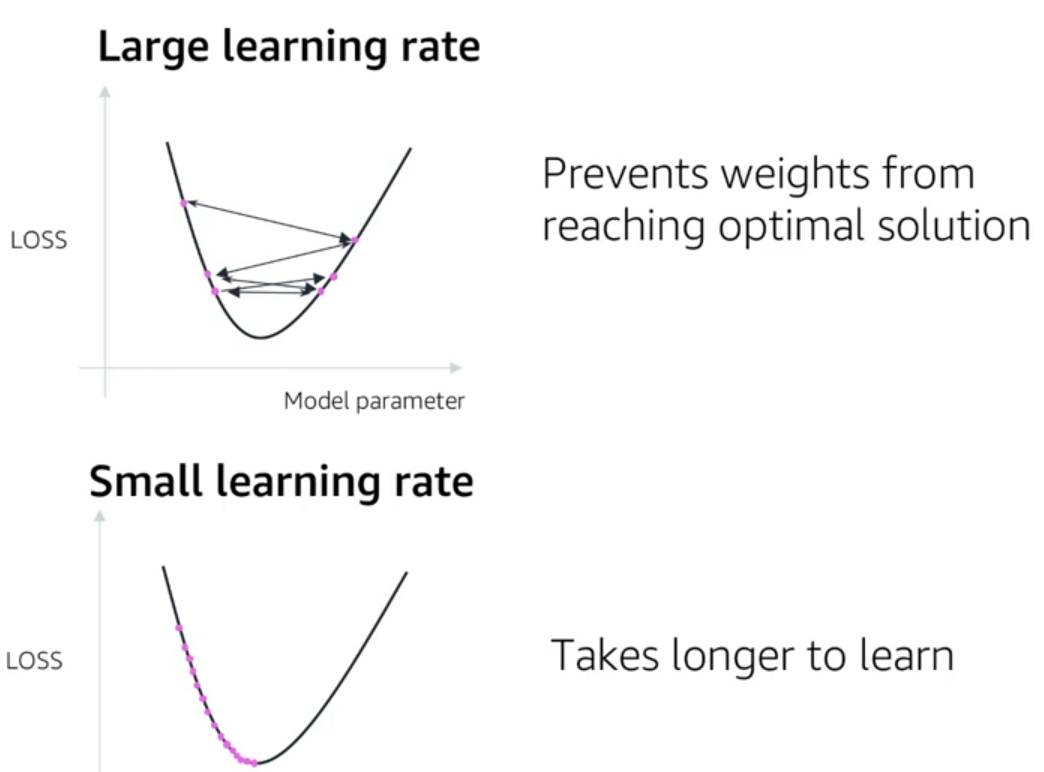 Large learning rate
Prevents weights from
reaching optimal solution
LOSS
Model parameter
Small learning rate
LOSS
Takes longer to learn